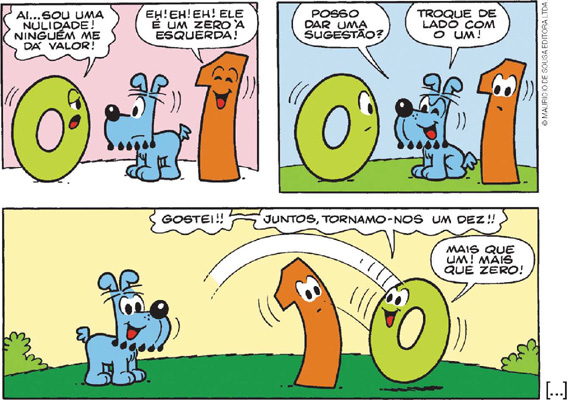 AI...SOU UMA
NULIDADE!
NINGUÉM ME
DÁ VALOR!
EH! EH! EH! ELE
É UM ZERO À
ESQUERDA!
POSSO
DAR UMA
SUGESTÃO?
TROQUE DE
LADO COM
O UM!
© MAURICIO DE SOUSA EDITORA LTDA
GOSTEI!!
JUNTOS, TORNAMO-NOS UM DEZ!!
MAIS QUE
UM! MAIS
QUE ZERO!
[...]